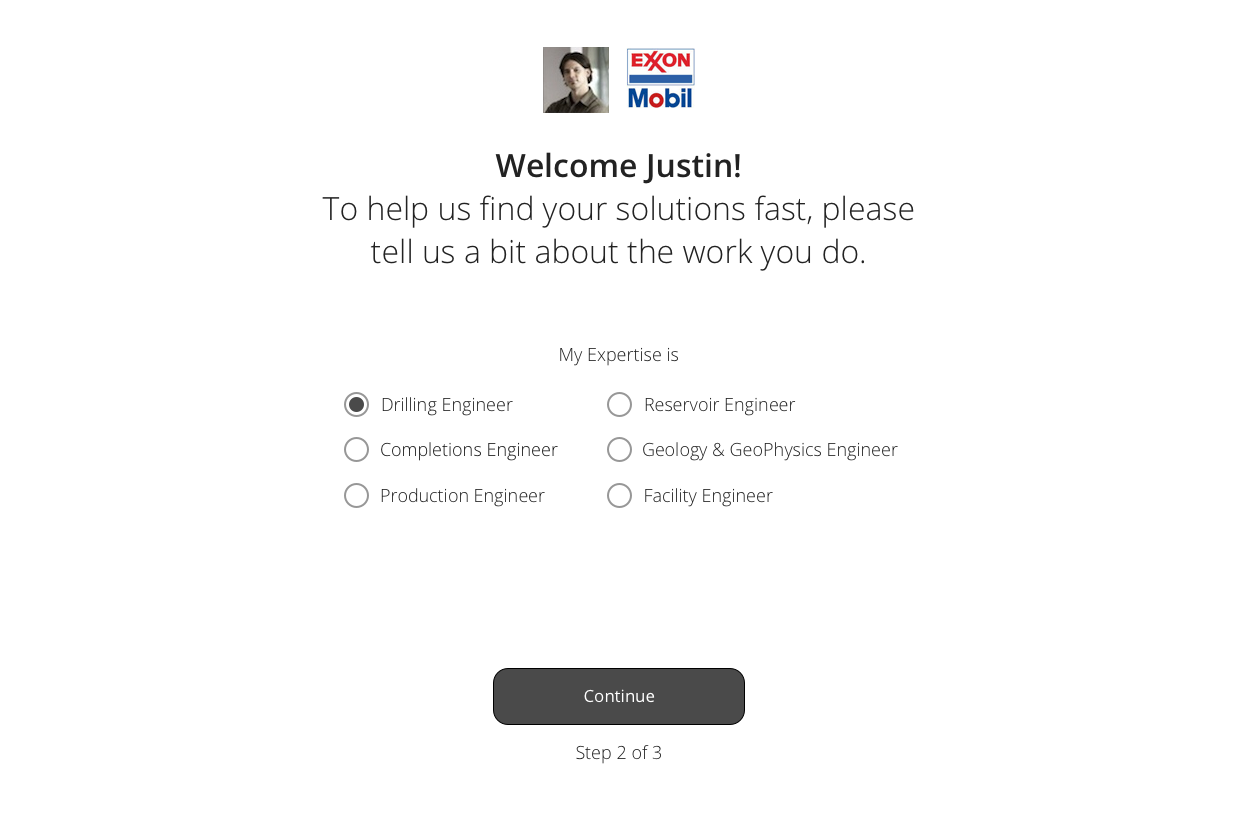 EXXON
Mobil
Welcome Justin!
To help us find your solutions fast, please
tell us a bit about the work you do.
My Expertise is
Drilling Engineer
Reservoir Engineer
Completions Engineer
Geology & GeoPhysics Engineer
Production Engineer
Facility Engineer
Continue
Step 2 of 3